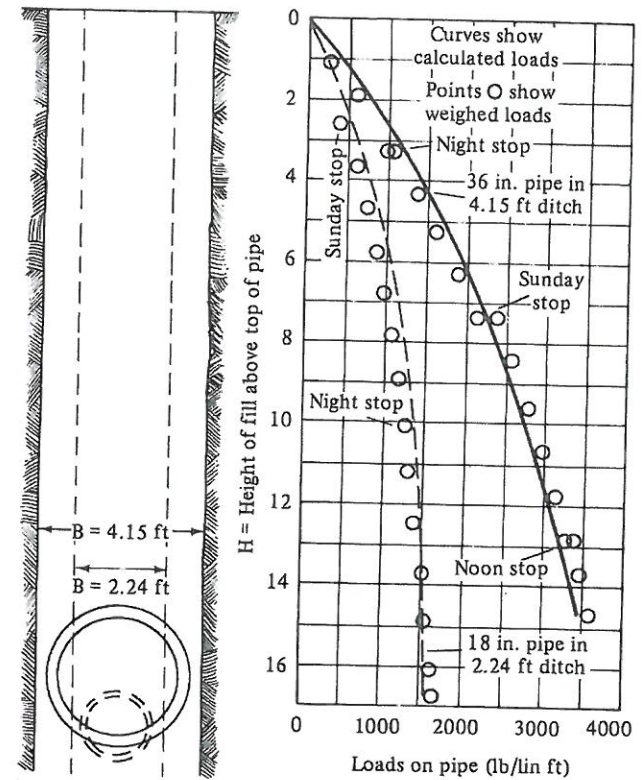 B = 4.15 ft
B = 2.24 ft
H = Height of fill above top of pipe
0
2
4
6
8
10
12
14
16
Curves show
calculated loads
Points O show
weighed loads
Night stop
36 in. pipe in
4.15 ft ditch
Sunday stop
Sunday
stop
Night stop
Noon stop
18 in. pipe in
2.24 ft ditch
0 1000 2000 3000 4000
Loads on pipe (lb/lin ft)